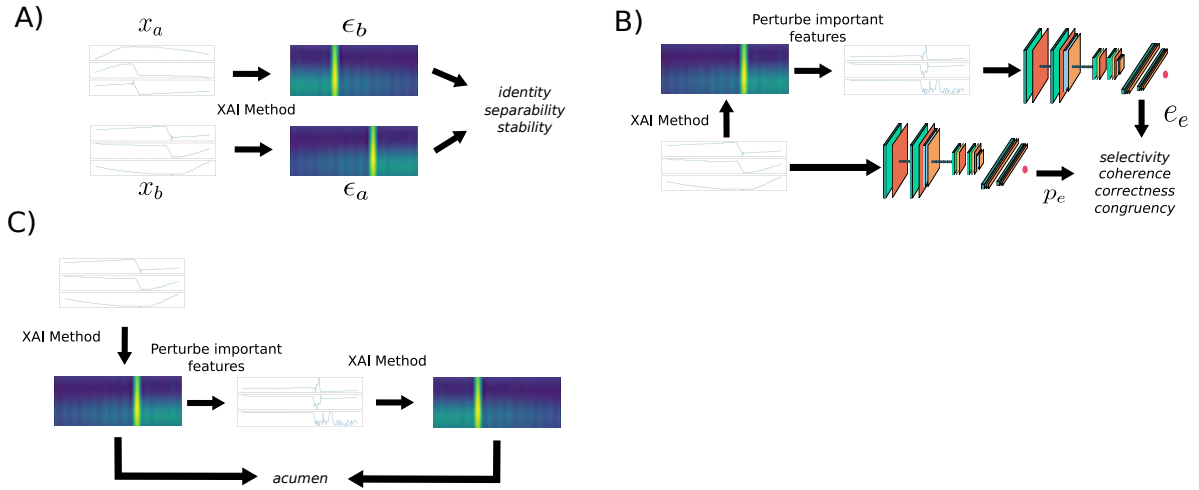 A)
x_a
ϵ_b
XAI Method
x_b
ϵ_a
identity
separability
stability
B)
Perturbe important
features
XAI Method
e_e
p_e
selectivity
coherence
correctness
congruency
C)
XAI Method
Perturbe important
features
XAI Method
acumen